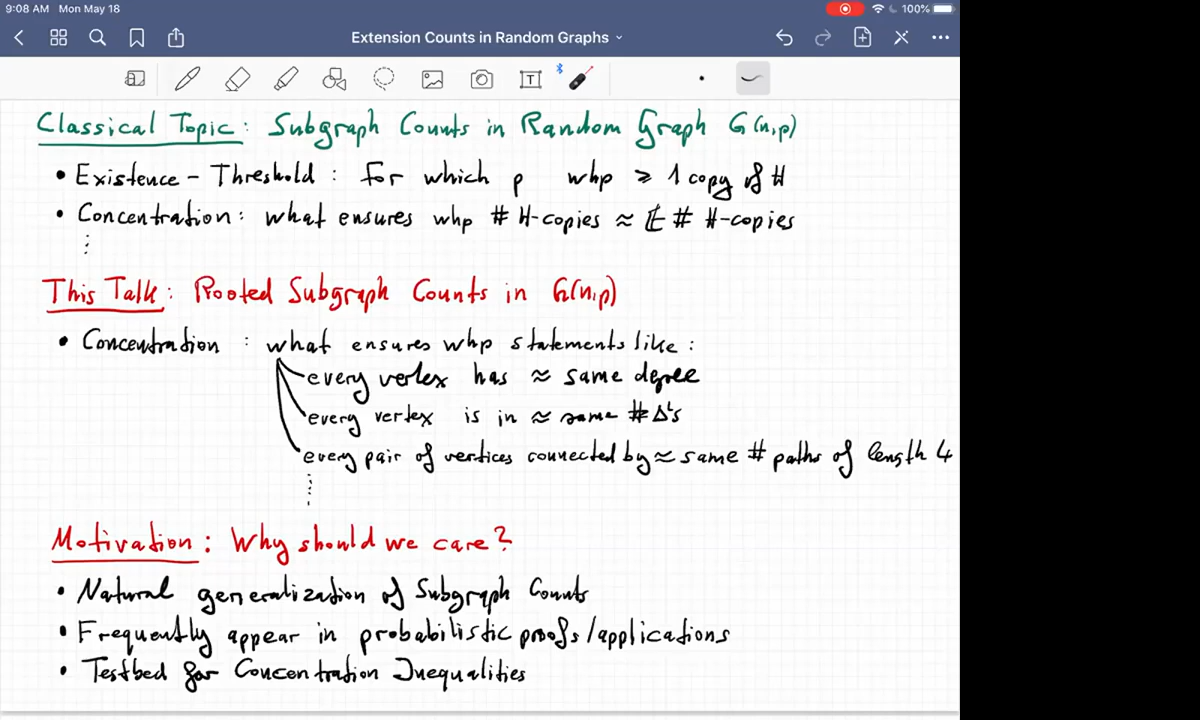 9:08 AM Mon May 18
100%
Extension Counts in Random Graphs
Classical Topic: Subgraph Counts in Random Graph G(n,p)
• Existence-Threshold: For which p whp ≥ 1 copy of H
• Concentration: what ensures whp # H-copies ≈ 𝔼 # H-copies
⋮
This Talk: Rooted Subgraph Counts in G(n,p)
• Concentration: what ensures whp statements like:
every vertex has ≈ same degree
every vertex is in ≈ same # Δ's
every pair of vertices connected by ≈ same # paths of length 4
⋮
Motivation: Why should we care?
• Natural generalization of Subgraph Counts
• Frequently appear in probabilistic proofs/applications
• Testbed for Concentration Inequalities